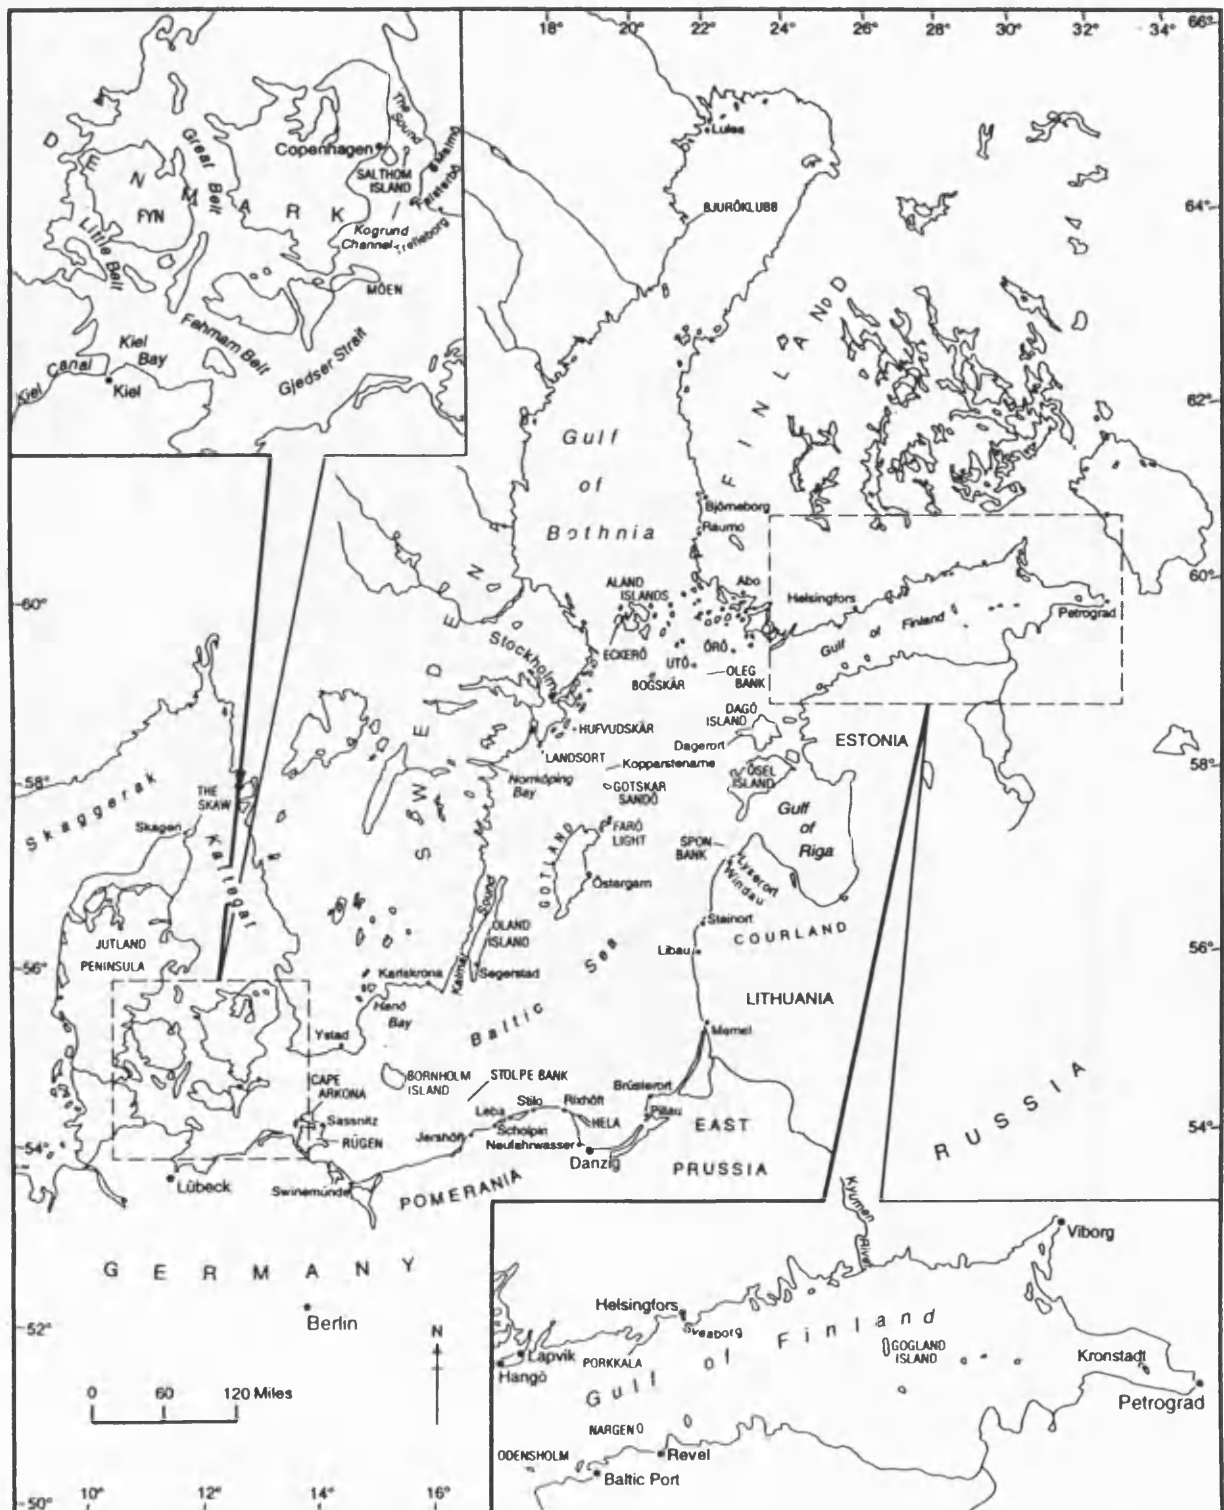 18°
20°
22°
24°
26°
28°
30°
32°
34°
66°
DENMARK
FYN
Great Belt
Little Belt
Copenhagen
The Sound
SALTHOM
ISLAND
Malmö
Falsterbö
Kogrund
Channel
Trelleborg
MOEN
Fehmarn Belt
Gjedser Strait
Kiel
Bay
Kiel Canal
Kiel
Lulea
BJURÖKLUBB
64°
FINLAND
62°
Gulf
of
Bothnia
Björneborg
Raumo
60°
60°
ALAND
ISLANDS
Abo
Helsingfors
Petrograd
Gulf of Finland
SWEDEN
Stockholm
ECKERÖ
UTÖ
ÖRÖ
BOGSKÄR
OLEG
BANK
HUFVUDSKÄR
LANDSORT
DAGÖ
ISLAND
Dagerort
ESTONIA
Norrköping
Bay
Kopparstenarne
GOTSKAR
SANDÖ
ÖSEL
ISLAND
58°
58°
Skaggerak
THE
SKAW
Skagen
Kattegat
GOTLAND
FARÖ
LIGHT
SPON
BANK
Gulf
of
Riga
Lyserort
Windau
Östergarn
Steinort
COURLAND
Libau
56°
56°
JUTLAND
PENINSULA
Kalmar Sound
OLAND
ISLAND
Segerstad
Karlskrona
Hanö
Bay
Baltic Sea
LITHUANIA
Memel
Ystad
CAPE
ARKONA
BORNHOLM
ISLAND
STOLPE BANK
Brüsterort
Pillau
EAST
PRUSSIA
RUSSIA
54°
54°
Sassnitz
RÜGEN
Jershöft
Leba
Scholpin
Stilo
Rixhöft
HELA
Neufahrwasser
Danzig
Lübeck
Swinemünde
POMERANIA
GERMANY
Berlin
52°
N
0 60 120 Miles
50°
10°
12°
14°
16°
Kyumen
River
Viborg
Helsingfors
Sveaborg
Gulf of Finland
GOGLAND
ISLAND
Kronstadt
Petrograd
Lapvik
Hangö
PORKKALA
NARGEN
ODENSHOLM
Revel
Baltic Port